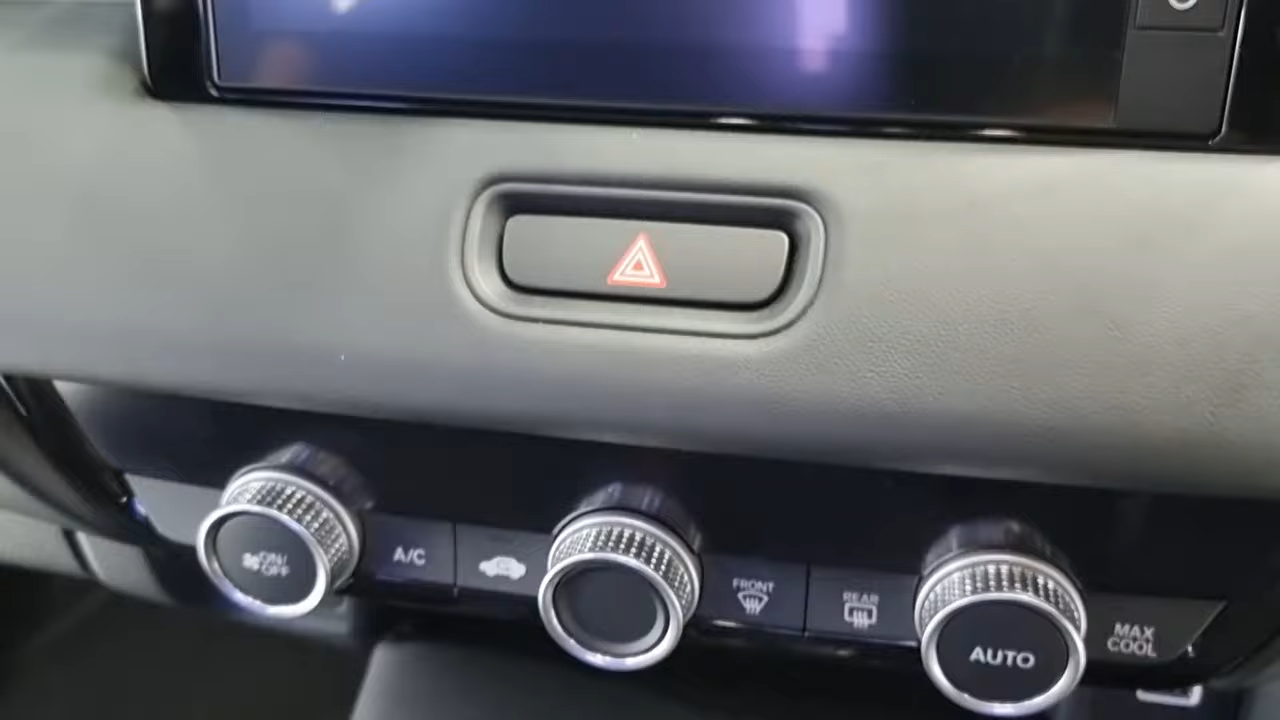 ON/
OFF
A/C
FRONT
REAR
AUTO
MAX
COOL